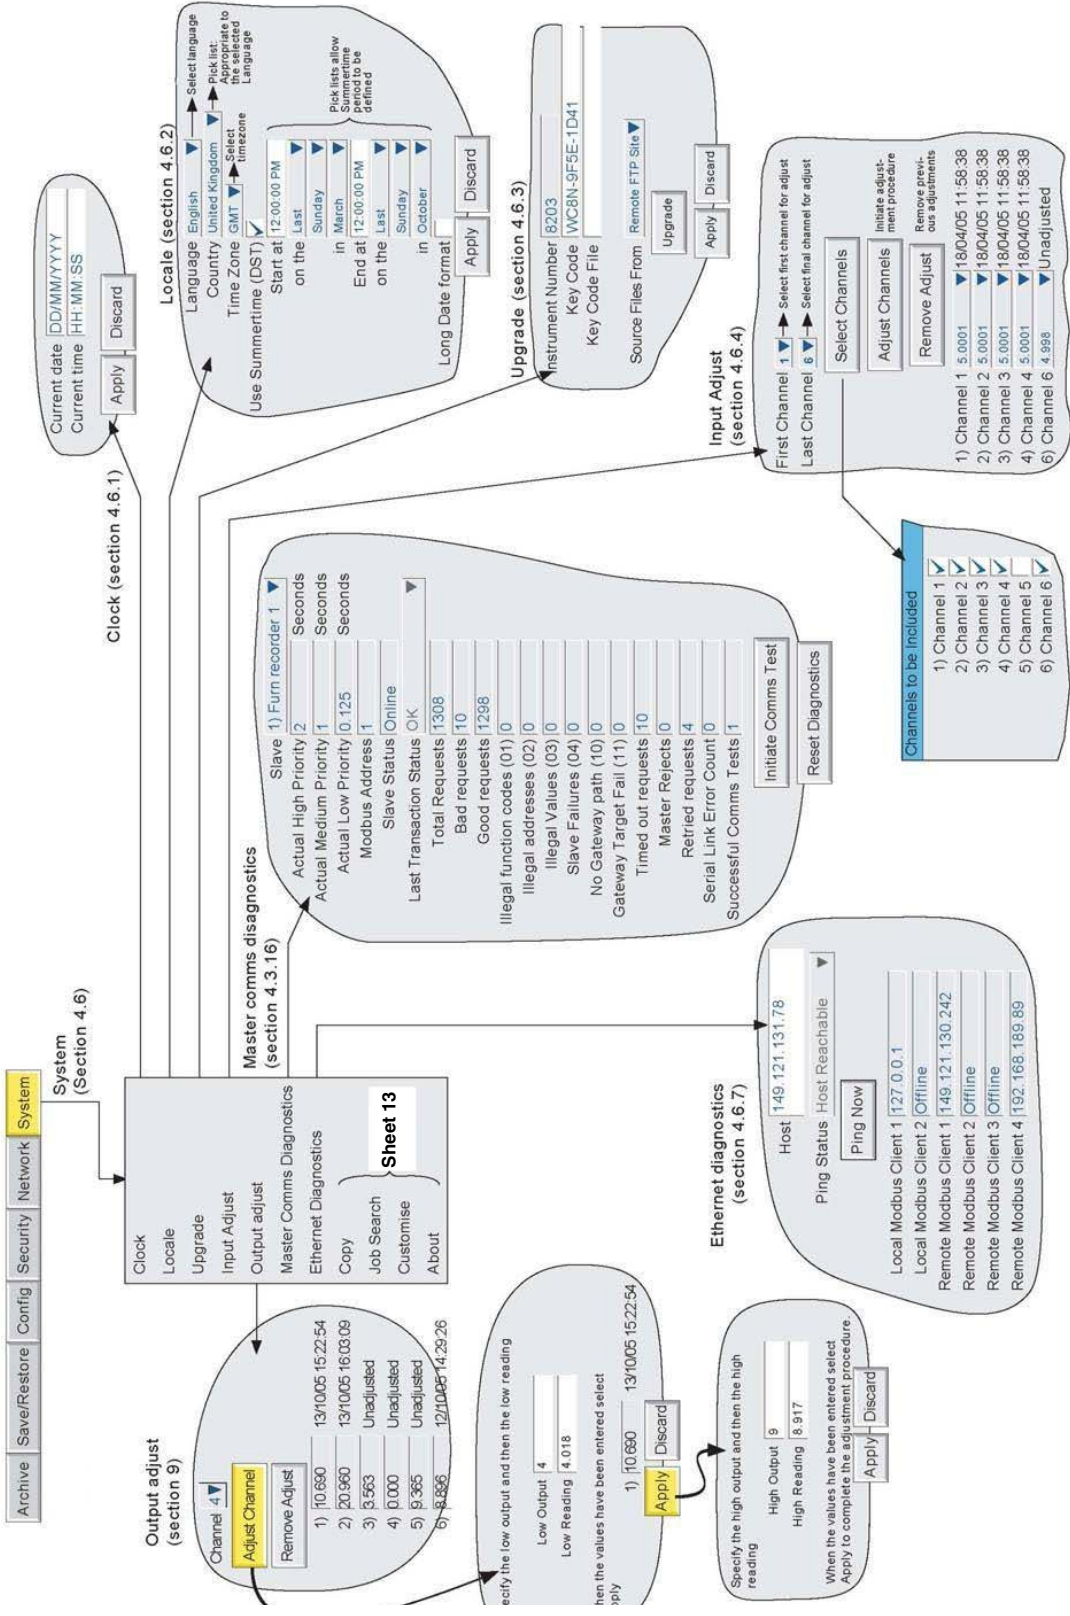 Archive Save/Restore Config Security Network System
System
(Section 4.6)
Clock
Locale
Upgrade
Input Adjust
Output adjust
Master Comms Diagnostics
Ethernet Diagnostics
Copy
Job Search
Customise
About
Sheet 13
Clock (section 4.6.1)
Current date DD/MM/YYYY
Current time HH:MM:SS
Apply Discard
Locale (section 4.6.2)
Language English Select language
Country United Kingdom Pick list:
Appropriate to
the selected
Language
Time Zone GMT Select
timezone
Use Summertime (DST)
Start at 12:00:00 PM
on the Last
Sunday
in March
End at 12:00:00 PM
on the Last
Sunday
in October
Pick lists allow
Summertime
period to be
defined
Long Date format
Apply Discard
Upgrade (section 4.6.3)
Instrument Number 8203
Key Code WC8N-9F5E-1D41
Key Code File
Source Files From Remote FTP Site
Upgrade
Apply Discard
Input Adjust
(section 4.6.4)
First Channel 1 Select first channel for adjust
Last Channel 6 Select final channel for adjust
Select Channels
Adjust Channels Initiate adjust-
ment procedure
Remove Adjust Remove previ-
ous adjustments
1) Channel 1 5.0001 18/04/05 11:58:38
2) Channel 2 5.0001 18/04/05 11:58:38
3) Channel 3 5.0001 18/04/05 11:58:38
4) Channel 4 5.0001 18/04/05 11:58:38
6) Channel 6 4.998 Unadjusted
Channels to be Included
1) Channel 1
2) Channel 2
3) Channel 3
4) Channel 4
5) Channel 5
6) Channel 6
Master comms disagnostics
(section 4.3.16)
Slave 1) Furn recorder 1
Actual High Priority 2 Seconds
Actual Medium Priority 1 Seconds
Actual Low Priority 0.125 Seconds
Modbus Address 1
Slave Status Online
Last Transaction Status OK
Total Requests 1308
Bad requests 10
Good requests 1298
Illegal function codes (01) 0
Illegal addresses (02) 0
Illegal Values (03) 0
Slave Failures (04) 0
No Gateway path (10) 0
Gateway Target Fail (11) 0
Timed out requests 10
Master Rejects 0
Retried requests 4
Serial Link Error Count 0
Successful Comms Tests 1
Initiate Comms Test
Reset Diagnostics
Ethernet diagnostics
(section 4.6.7)
Host 149.121.131.78
Ping Status Host Reachable
Ping Now
Local Modbus Client 1 127.0.0.1
Local Modbus Client 2 Offline
Remote Modbus Client 1 149.121.130.242
Remote Modbus Client 2 Offline
Remote Modbus Client 3 Offline
Remote Modbus Client 4 192.168.189.89
Output adjust
(section 9)
Channel 4
Adjust Channel
Remove Adjust
1) 10.690 13/10/05 15:22:54
2) 20.960 13/10/05 16:03:09
3) 3.563 Unadjusted
4) 0.000 Unadjusted
5) 9.365 Unadjusted
6) 8.896 12/10/05 14:29:26
ecify the low output and then the low reading
Low Output 4
Low Reading 4.018
hen the values have been entered select
pply
1) 10.690 13/10/05 15:22:54
Apply Discard
Specify the high output and then the high
reading
High Output 9
High Reading 8.917
When the values have been entered select
Apply to complete the adjustment procedure.
Apply Discard